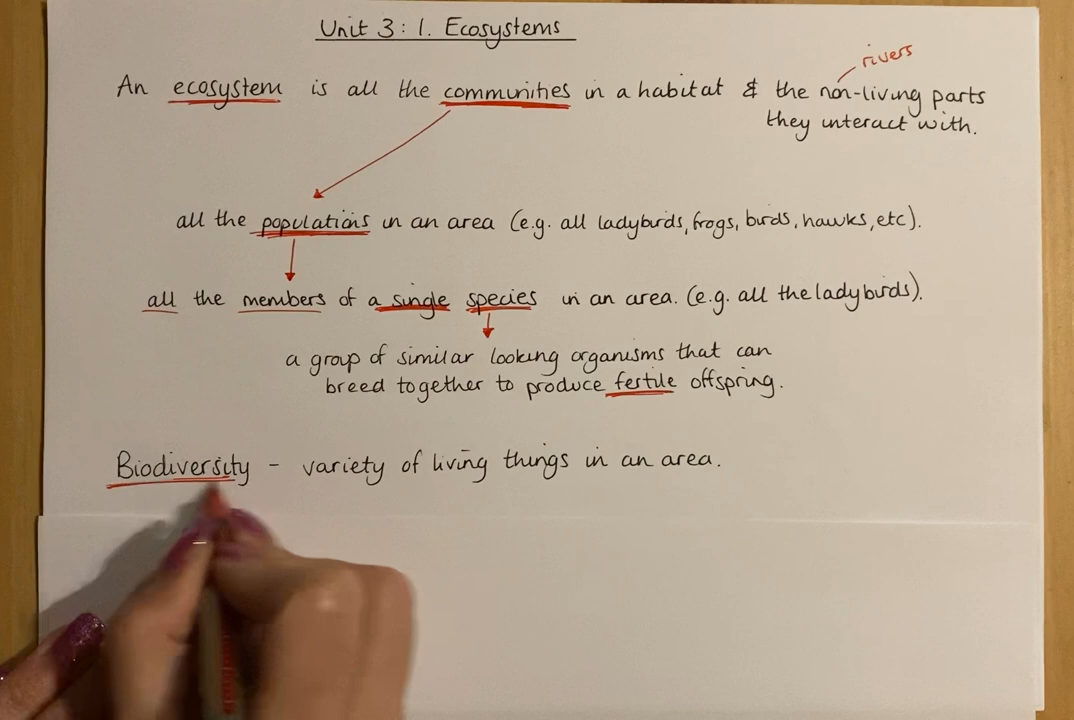 Unit 3: 1. Ecosystems
rivers
An ecosystem is all the communities in a habitat & the non-living parts
they interact with.
all the populations in an area (e.g. all ladybirds, frogs, birds, hawks, etc).
all the members of a single species in an area. (e.g. all the ladybirds).
a group of similar looking organisms that can
breed together to produce fertile offspring.
Biodiversity - variety of living things in an area.